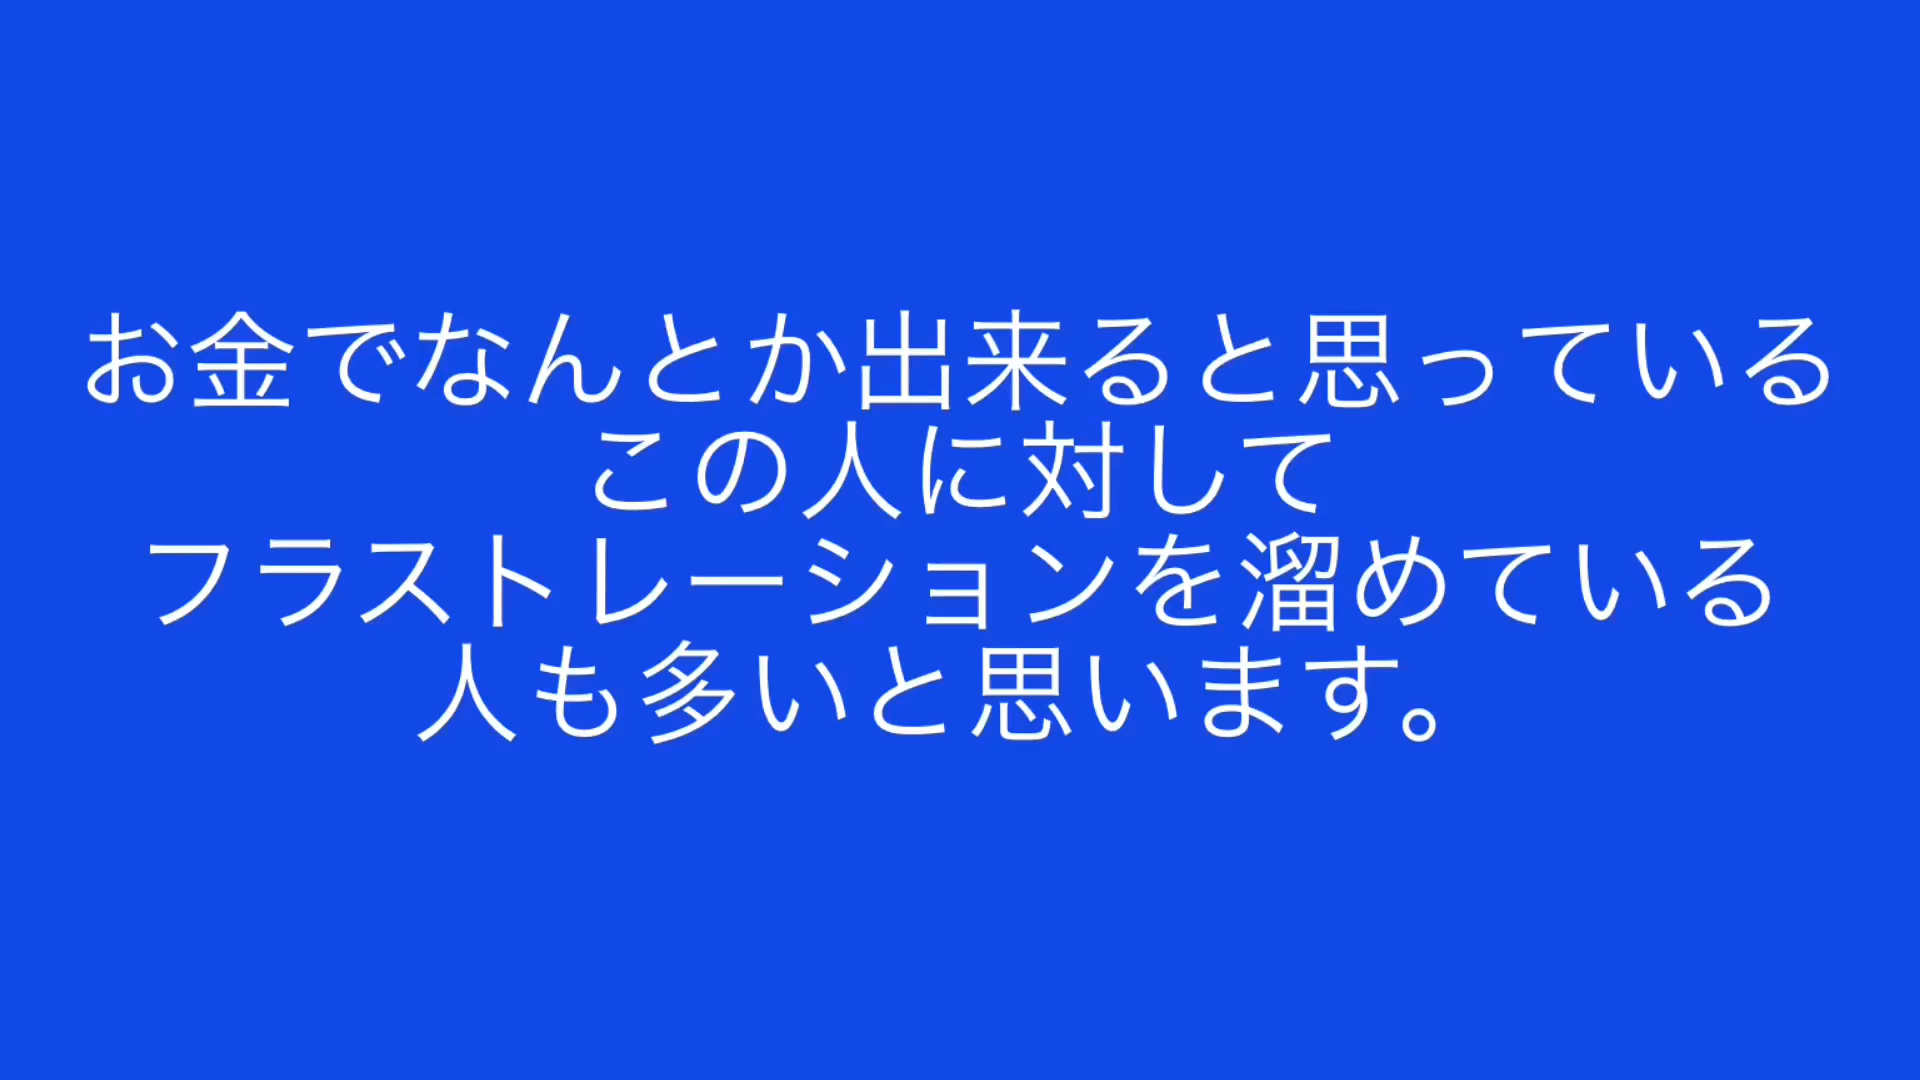 お金でなんとか出来ると思っている
この人に対して
フラストレーションを溜めている
人も多いと思います。